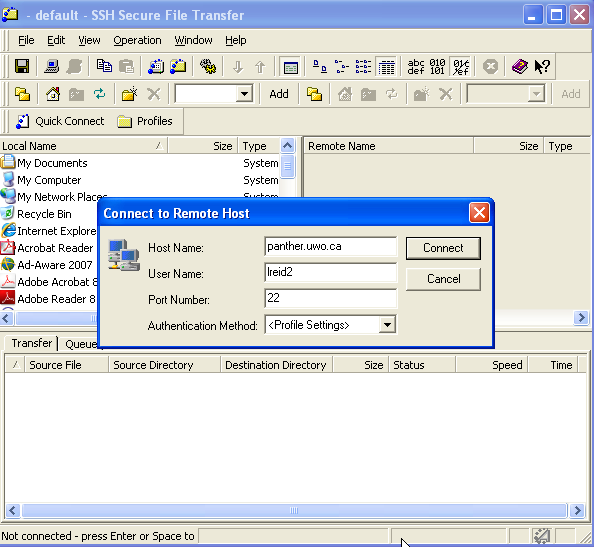 - default - SSH Secure File Transfer
File Edit View Operation Window Help
abc def 010 101
Add Add
Quick Connect Profiles
Local Name / Size Type Remote Name Size Type
My Documents System
My Computer System
My Network Places System
Recycle Bin
Internet Explore
Acrobat Reader
Ad-Aware 2007
Adobe Acrobat 8
Adobe Reader 8
Connect to Remote Host
Host Name: panther.uwo.ca Connect
User Name: lreid2 Cancel
Port Number: 22
Authentication Method: <Profile Settings>
Transfer Queue
/ Source File Source Directory Destination Directory Size Status Speed Time
Not connected - press Enter or Space to